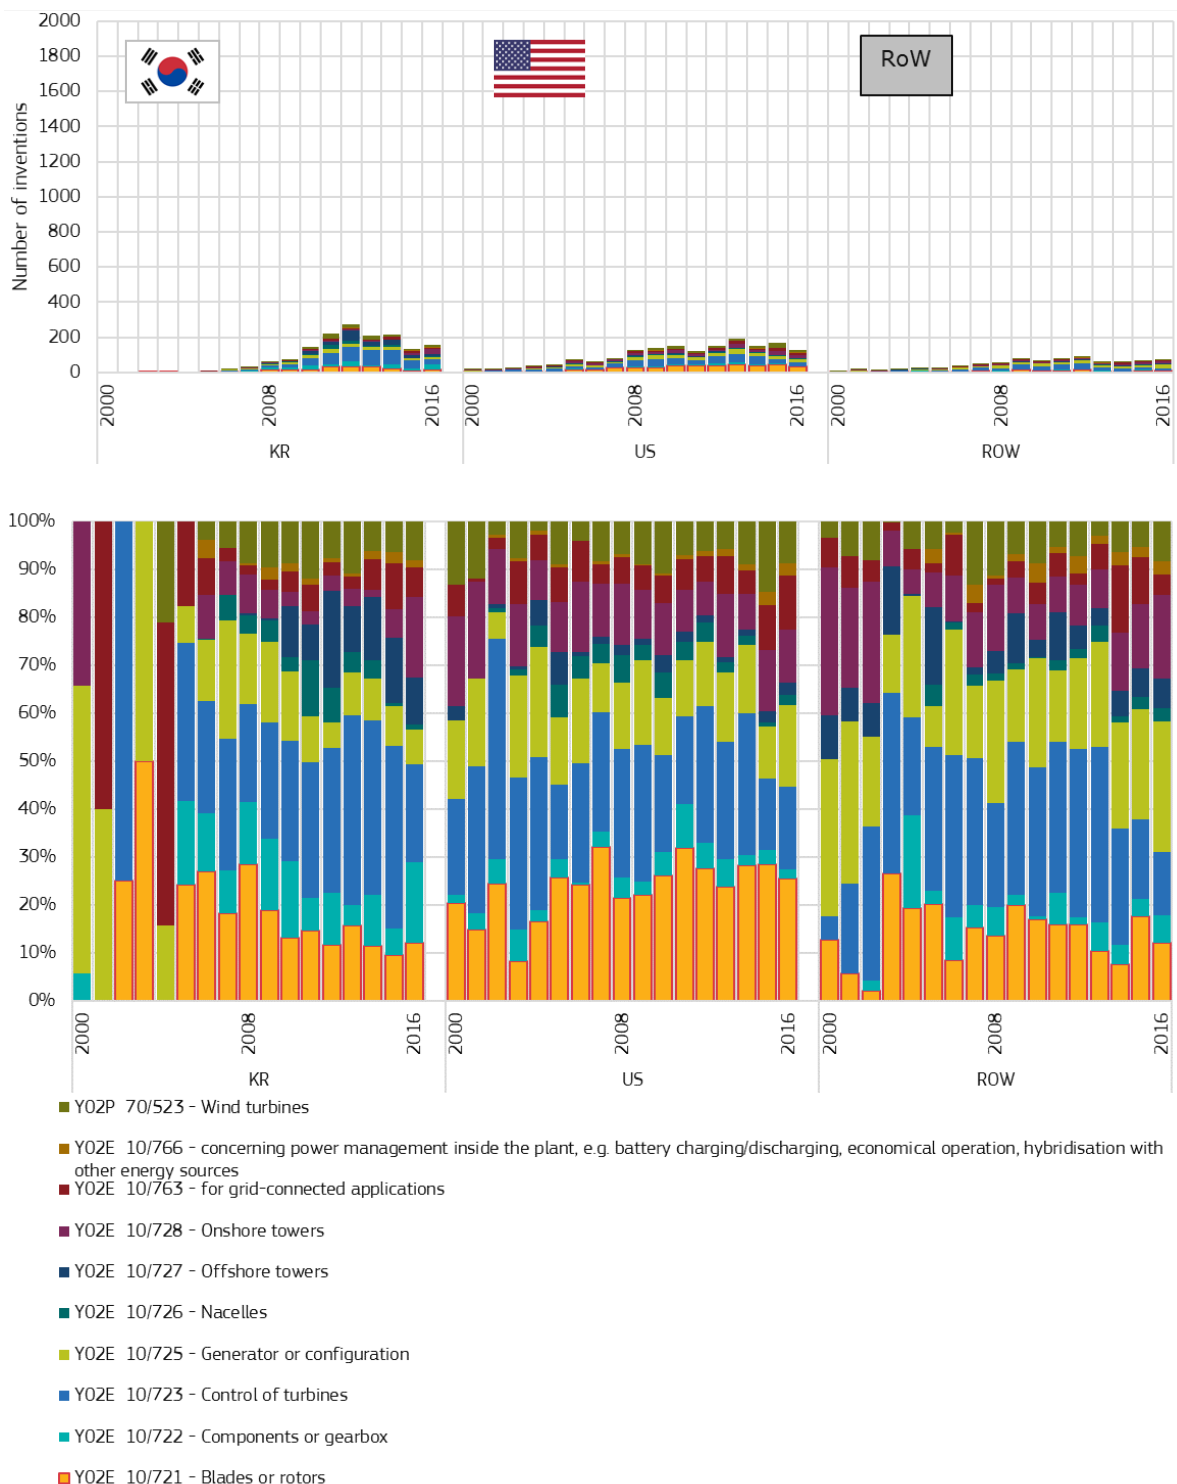 2000
1800
1600
1400
1200
1000
800
600
400
200
0
Number of inventions
RoW
2000
2008
2016
2000
2008
2016
2000
2008
2016
KR
US
ROW
100%
90%
80%
70%
60%
50%
40%
30%
20%
10%
0%
2000
2008
2016
2000
2008
2016
2000
2008
2016
KR
US
ROW
Y02P 70/523 - Wind turbines
Y02E 10/766 - concerning power management inside the plant, e.g. battery charging/discharging, economical operation, hybridisation with
other energy sources
Y02E 10/763 - for grid-connected applications
Y02E 10/728 - Onshore towers
Y02E 10/727 - Offshore towers
Y02E 10/726 - Nacelles
Y02E 10/725 - Generator or configuration
Y02E 10/723 - Control of turbines
Y02E 10/722 - Components or gearbox
Y02E 10/721 - Blades or rotors